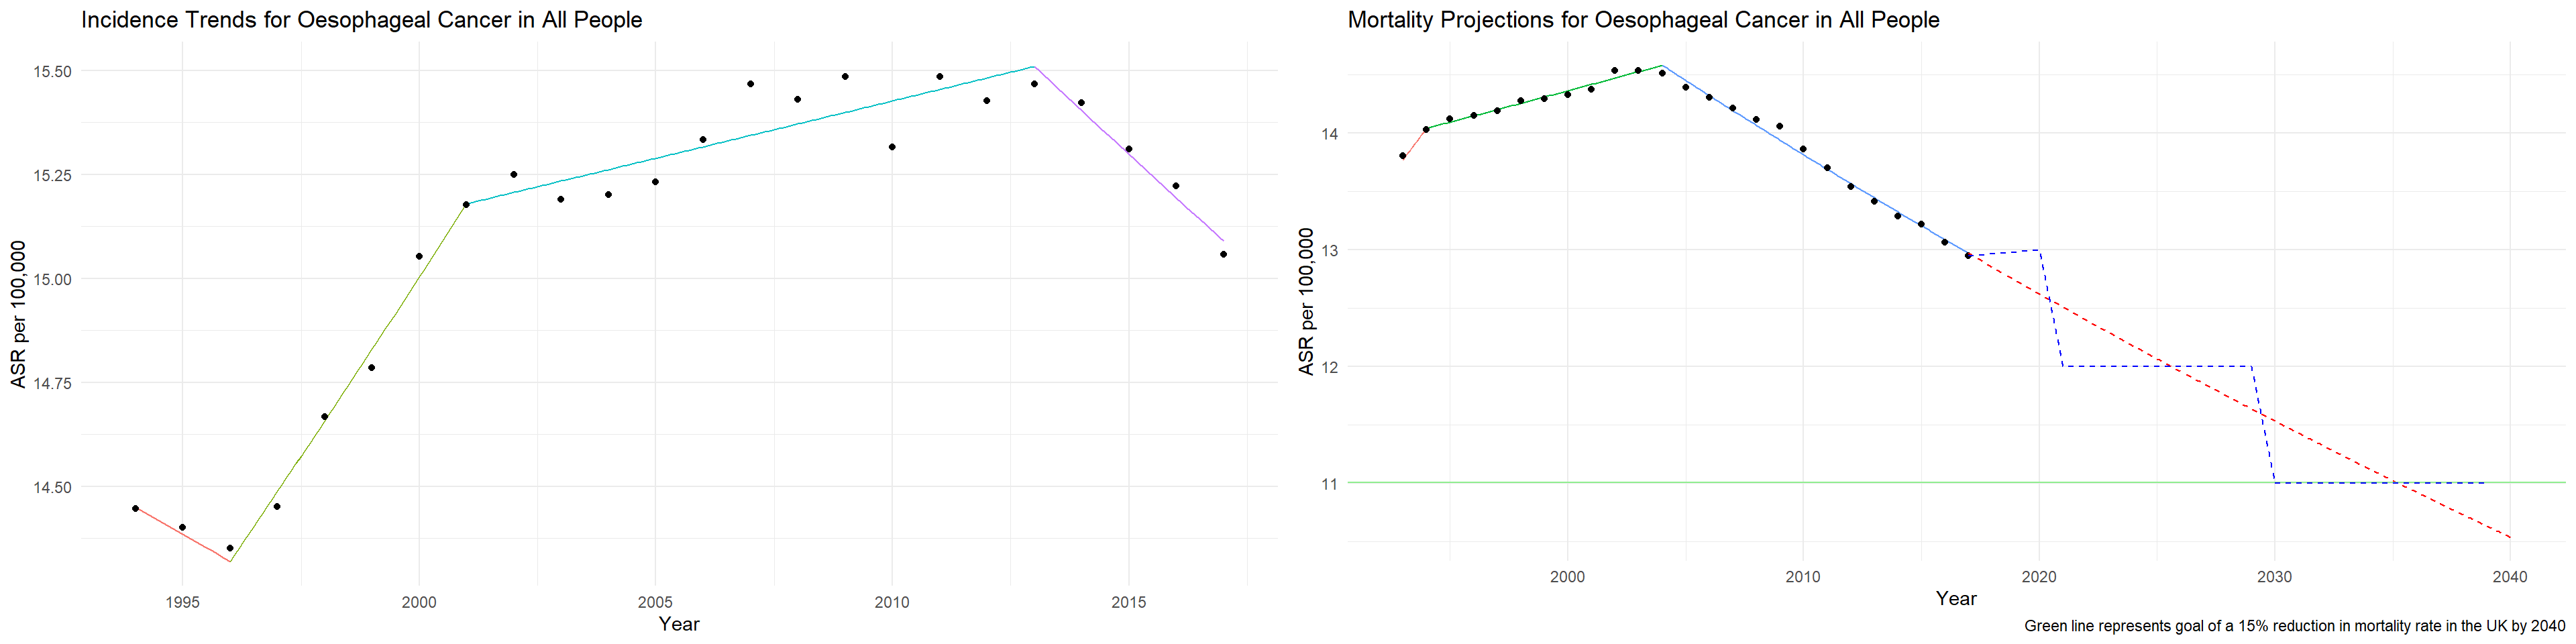 Incidence Trends for Oesophageal Cancer in All People
ASR per 100,000
15.50
15.25
15.00
14.75
14.50
1995 2000 2005 2010 2015
Year
Mortality Projections for Oesophageal Cancer in All People
ASR per 100,000
14
13
12
11
2000 2010 2020 2030 2040
Year
Green line represents goal of a 15% reduction in mortality rate in the UK by 2040